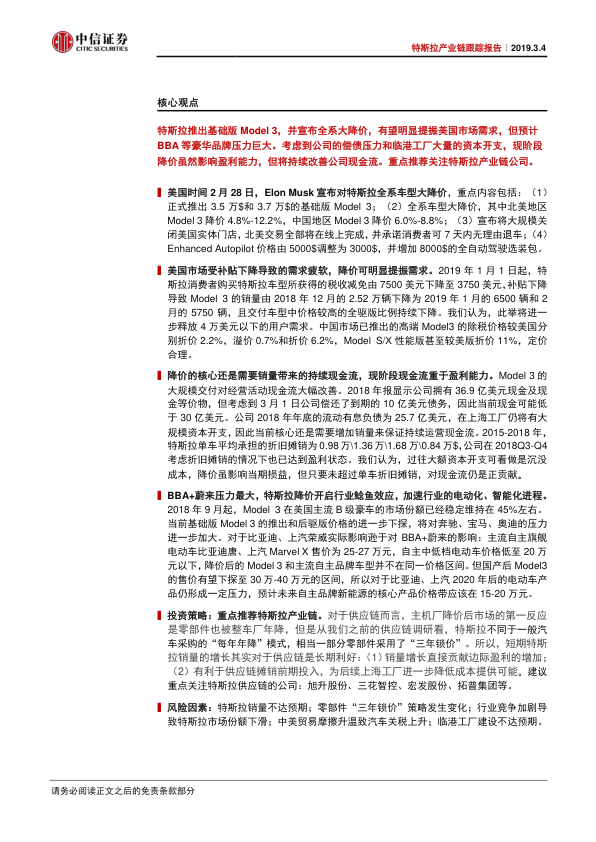 中信证券
CITIC SECURITIES
特斯拉产业链跟踪报告｜2019.3.4
核心观点
特斯拉推出基础版 Model 3，并宣布全系大降价，有望明显提振美国市场需求，但预计
BBA 等豪华品牌压力巨大。考虑到公司的偿债压力和临港工厂大量的资本开支，现阶段
降价虽然影响盈利能力，但将持续改善公司现金流。重点推荐关注特斯拉产业链公司。
美国时间 2 月 28 日，Elon Musk 宣布对特斯拉全系车型大降价，重点内容包括：（1）
正式推出 3.5 万$和 3.7 万$的基础版 Model 3；（2）全系车型大降价，其中北美地区
Model 3 降价 4.8%-12.2%，中国地区 Model 3 降价 6.0%-8.8%；（3）宣布将大规模关
闭美国实体门店，北美交易全部将在线上完成，并承诺消费者可 7 天内无理由退车；（4）
Enhanced Autopilot 价格由 5000$调整为 3000$，并增加 8000$的全自动驾驶选装包。
美国市场受补贴下降导致的需求疲软，降价可明显提振需求。2019 年 1 月 1 日起，特
斯拉消费者购买特斯拉车型所获得的税收减免由 7500 美元下降至 3750 美元，补贴下降
导致 Model 3 的销量由 2018 年 12 月的 2.52 万辆下降为 2019 年 1 月的 6500 辆和 2
月的 5750 辆，且交付车型中价格较高的全驱版比例持续下降。我们认为，此举将进一
步释放 4 万美元以下的用户需求。中国市场已推出的高端 Model3 的除税价格较美国分
别折价 2.2%，溢价 0.7%和折价 6.2%，Model S/X 性能版甚至较美版折价 11%，定价
合理。
降价的核心还是需要销量带来的持续现金流，现阶段现金流重于盈利能力。Model 3 的
大规模交付对经营活动现金流大幅改善。2018 年报显示公司拥有 36.9 亿美元现金及现
金等价物，但考虑到 3 月 1 日公司偿还了到期的 10 亿美元债务，因此当前现金可能低
于 30 亿美元。公司 2018 年年底的流动有息负债为 25.7 亿美元，在上海工厂仍将有大
规模资本开支，因此当前核心还是需要增加销量来保证持续运营现金流。2015-2018 年，
特斯拉单车平均承担的折旧摊销为 0.98 万\1.36 万\1.68 万\0.84 万$，公司在 2018Q3-Q4
考虑折旧摊销的情况下也已达到盈利状态。我们认为，过往大额资本开支可看做是沉没
成本，降价虽影响当期损益，但只要未超过单车折旧摊销，对现金流仍是正贡献。
BBA+蔚来压力最大，特斯拉降价开启行业鲶鱼效应，加速行业的电动化、智能化进程。
2018 年 9 月起，Model 3 在美国主流 B 级豪车的市场份额已经稳定维持在 45%左右。
当前基础版 Model 3 的推出和后驱版价格的进一步下探，将对奔驰、宝马、奥迪的压力
进一步加大。对于比亚迪、上汽荣威实际影响逊于对 BBA+蔚来的影响：主流自主旗舰
电动车比亚迪唐、上汽 Marvel X 售价为 25-27 万元，自主中低档电动车价格低至 20 万
元以下，降价后的 Model 3 和主流自主品牌车型并不在同一价格区间。但国产后 Model3
的售价有望下探至 30 万-40 万元的区间，所以对于比亚迪、上汽 2020 年后的电动车产
品仍形成一定压力，预计未来自主品牌新能源的核心产品价格带应该在 15-20 万元。
投资策略：重点推荐特斯拉产业链。对于供应链而言，主机厂降价后市场的第一反应
是零部件也被整车厂年降，但是从我们之前的供应链调研看，特斯拉不同于一般汽
车采购的“每年年降”模式，相当一部分零部件采用了“三年锁价”。所以，短期特斯
拉销量的增长其实对于供应链是长期利好：（1）销量增长直接贡献边际盈利的增加；
（2）有利于供应链摊销前期投入，为后续上海工厂进一步降低成本提供可能。建议
重点关注特斯拉供应链的公司：旭升股份、三花智控、宏发股份、拓普集团等。
风险因素：特斯拉销量不达预期；零部件“三年锁价”策略发生变化；行业竞争加剧导
致特斯拉市场份额下滑；中美贸易摩擦升温致汽车关税上升；临港工厂建设不达预期。
请务必阅读正文之后的免责条款部分